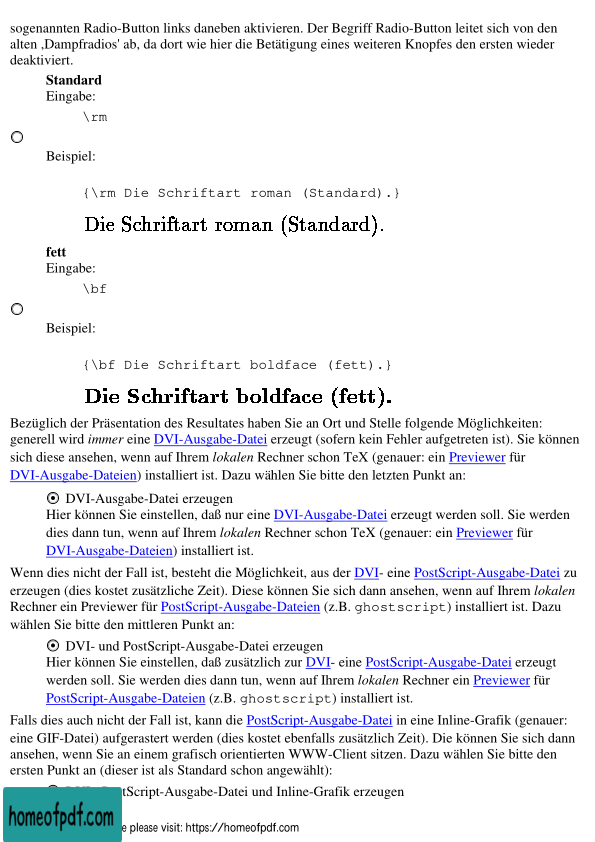 sogenannten Radio-Button links daneben aktivieren. Der Begriff Radio-Button leitet sich von den
alten ,Dampfradios' ab, da dort wie hier die Betätigung eines weiteren Knopfes den ersten wieder
deaktiviert.
Standard
Eingabe:
\rm
Beispiel:
{\rm Die Schriftart roman (Standard).}
Die Schriftart roman (Standard).
fett
Eingabe:
\bf
Beispiel:
{\bf Die Schriftart boldface (fett).}
Die Schriftart boldface (fett).
Bezüglich der Präsentation des Resultates haben Sie an Ort und Stelle folgende Möglichkeiten:
generell wird immer eine DVI-Ausgabe-Datei erzeugt (sofern kein Fehler aufgetreten ist). Sie können
sich diese ansehen, wenn auf Ihrem lokalen Rechner schon TeX (genauer: ein Previewer für
DVI-Ausgabe-Dateien) installiert ist. Dazu wählen Sie bitte den letzten Punkt an:
DVI-Ausgabe-Datei erzeugen
Hier können Sie einstellen, daß nur eine DVI-Ausgabe-Datei erzeugt werden soll. Sie werden
dies dann tun, wenn auf Ihrem lokalen Rechner schon TeX (genauer: ein Previewer für
DVI-Ausgabe-Dateien) installiert ist.
Wenn dies nicht der Fall ist, besteht die Möglichkeit, aus der DVI- eine PostScript-Ausgabe-Datei zu
erzeugen (dies kostet zusätzliche Zeit). Diese können Sie sich dann ansehen, wenn auf Ihrem lokalen
Rechner ein Previewer für PostScript-Ausgabe-Dateien (z.B. ghostscript) installiert ist. Dazu
wählen Sie bitte den mittleren Punkt an:
DVI- und PostScript-Ausgabe-Datei erzeugen
Hier können Sie einstellen, daß zusätzlich zur DVI- eine PostScript-Ausgabe-Datei erzeugt
werden soll. Sie werden dies dann tun, wenn auf Ihrem lokalen Rechner ein Previewer für
PostScript-Ausgabe-Dateien (z.B. ghostscript) installiert ist.
Falls dies auch nicht der Fall ist, kann die PostScript-Ausgabe-Datei in eine Inline-Grafik (genauer:
eine GIF-Datei) aufgerastert werden (dies kostet ebenfalls zusätzlich Zeit). Die können Sie sich dann
ansehen, wenn Sie an einem grafisch orientierten WWW-Client sitzen. Dazu wählen Sie bitte den
ersten Punkt an (dieser ist als Standard schon angewählt):
tScript-Ausgabe-Datei und Inline-Grafik erzeugen
homeofpdf.com
e please visit: https://homeofpdf.com